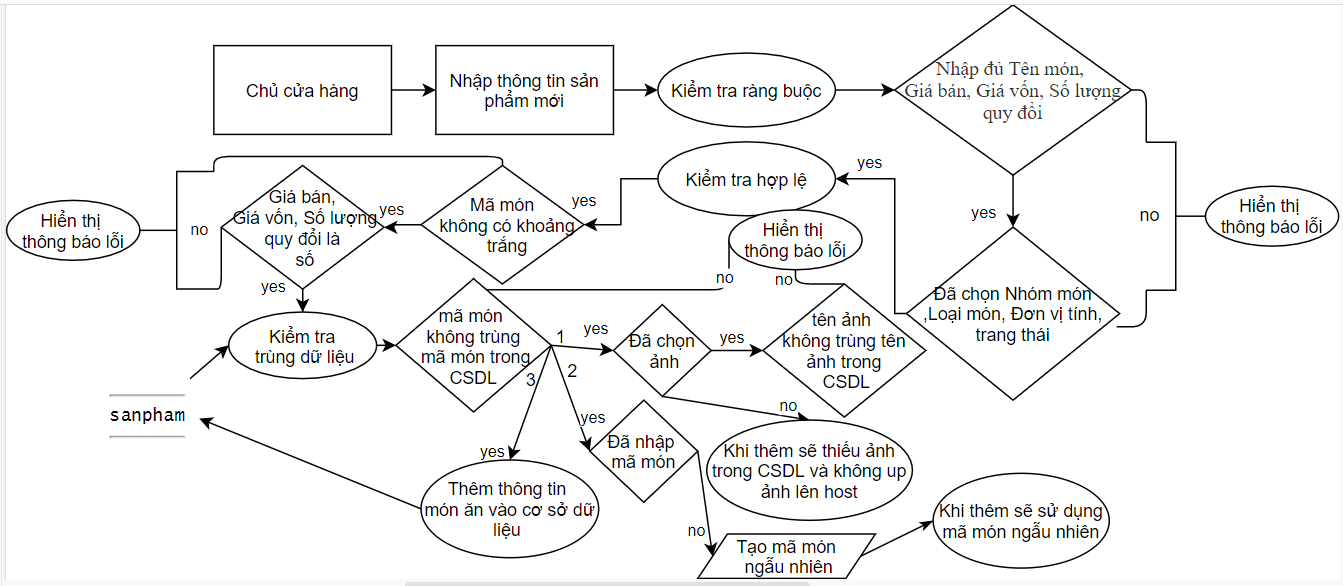 Chủ cửa hàng
Nhập thông tin sản
phẩm mới
Kiểm tra ràng buộc
Nhập đủ Tên món,
Giá bán, Giá vốn, Số lượng
quy đổi
yes
no
Hiển thị
thông báo lỗi
Đã chọn Nhóm món
,Loại món, Đơn vị tính,
trang thái
yes
Kiểm tra hợp lệ
yes
Mã món
không có khoảng
trắng
yes
Giá bán,
Giá vốn, Số lượng
quy đổi là
số
no
Hiển thị
thông báo lỗi
yes
Kiểm tra
trùng dữ liệu
mã món
không trùng
mã món trong
CSDL
no
Hiển thị
thông báo lỗi
no
1
yes
Đã chọn
ảnh
yes
tên ảnh
không trùng tên
ảnh trong
CSDL
2
3
no
yes
Đã nhập
mã món
Khi thêm sẽ thiếu ảnh
trong CSDL và không up
ảnh lên host
sanpham
yes
Thêm thông tin
món ăn vào cơ sở dữ
liệu
no
Tạo mã món
ngẫu nhiên
Khi thêm sẽ sử dụng
mã món ngẫu nhiên